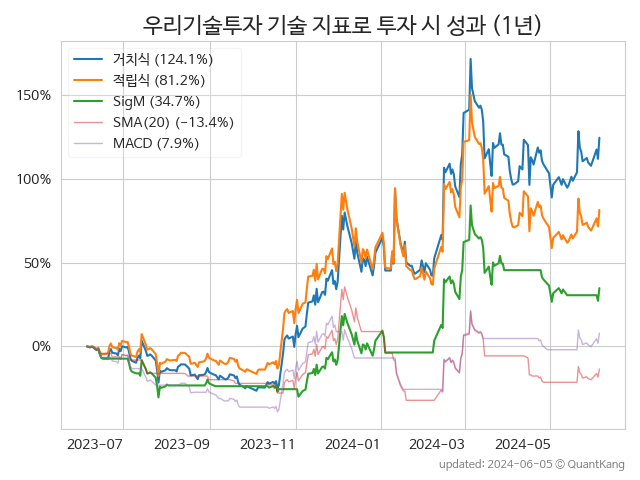 우리기술투자 기술 지표로 투자 시 성과 (1년)
거치식 (124.1%)
적립식 (81.2%)
SigM (34.7%)
SMA(20) (−13.4%)
MACD (7.9%)
150%
100%
50%
0%
2023-07 2023-09 2023-11 2024-01 2024-03 2024-05
updated: 2024-06-05 © QuantKang